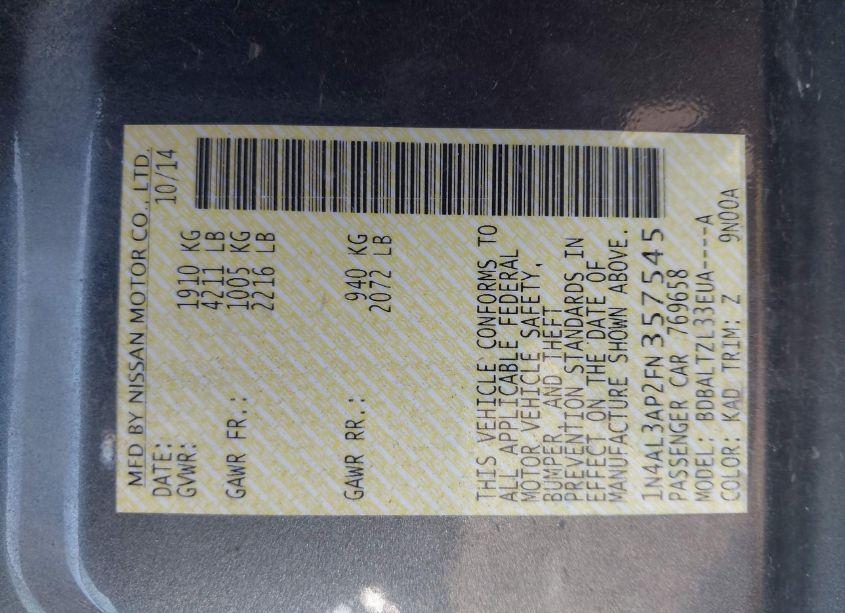 MFD BY NISSAN MOTOR CO., LTD.
DATE: 10/14
GVWR: 1910 KG
4211 LB
GAWR FR.: 1005 KG
2216 LB
GAWR RR.: 940 KG
2072 LB
THIS VEHICLE CONFORMS TO
ALL APPLICABLE FEDERAL
MOTOR VEHICLE SAFETY,
BUMPER AND THEFT
PREVENTION STANDARDS IN
EFFECT ON THE DATE OF
MANUFACTURE SHOWN ABOVE.
1N4AL3AP2FN357545
PASSENGER CAR 769658
MODEL: BDBALTZL33EUA----A
COLOR: KAD TRIM: Z 9N00A